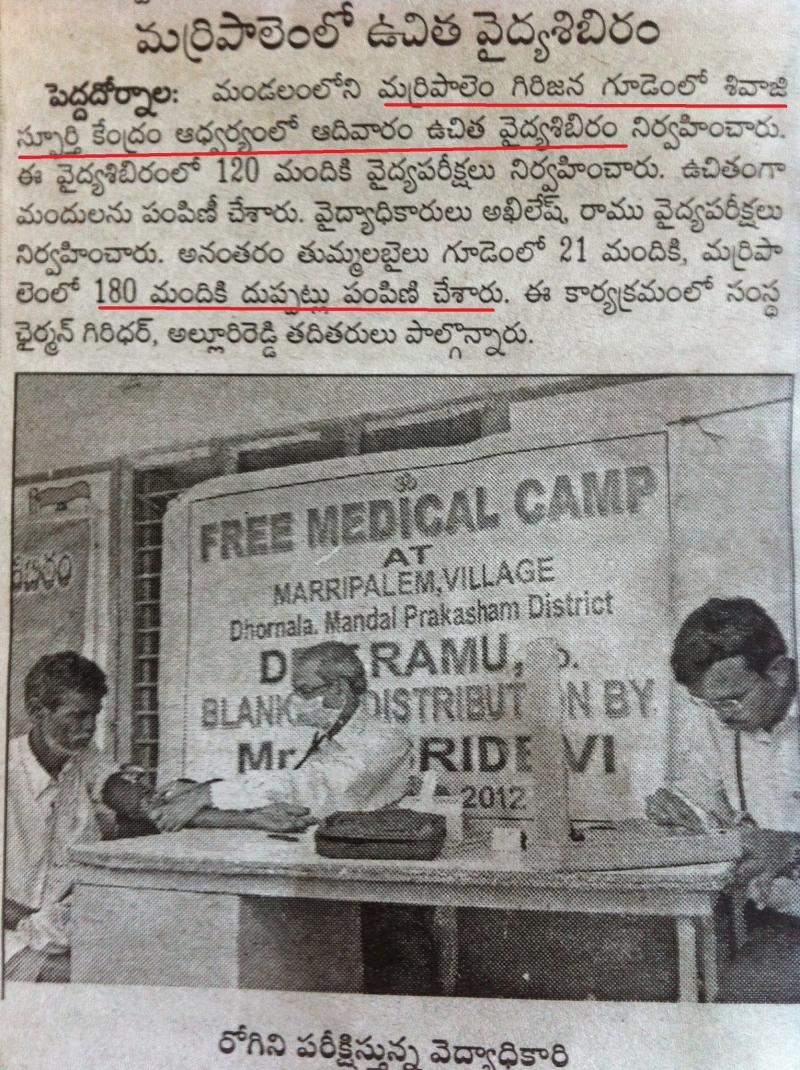 మర్రిపాలెంలో ఉచిత వైద్యశిబిరం
పెద్దదోర్నాల: మండలంలోని మర్రిపాలెం గిరిజన గూడెంలో శివాజి
స్ఫూర్తి కేంద్రం ఆధ్వర్యంలో ఆదివారం ఉచిత వైద్యశిబిరం నిర్వహించారు.
ఈ వైద్యశిబిరంలో 120 మందికి వైద్యపరీక్షలు నిర్వహించారు. ఉచితంగా
మందులను పంపిణీ చేశారు. వైద్యాధికారులు అఖిలేష్, రాము వైద్యపరీక్షలు
నిర్వహించారు. అనంతరం తుమ్మలబైలు గూడెంలో 21 మందికి, మర్రిపా
లెంలో 180 మందికి దుప్పట్లు పంపిణి చేశారు. ఈ కార్యక్రమంలో సంస్థ
ఛైర్మన్ గిరిధర్, అల్లూరిరెడ్డి తదితరులు పాల్గొన్నారు.
ॐ
FREE MEDICAL CAMP
AT
MARRIPALEM,VILLAGE
Dhornala. Mandal Prakasham District
RAMU,
BY
2012
రోగిని పరీక్షిస్తున్న వెద్యాధికారి